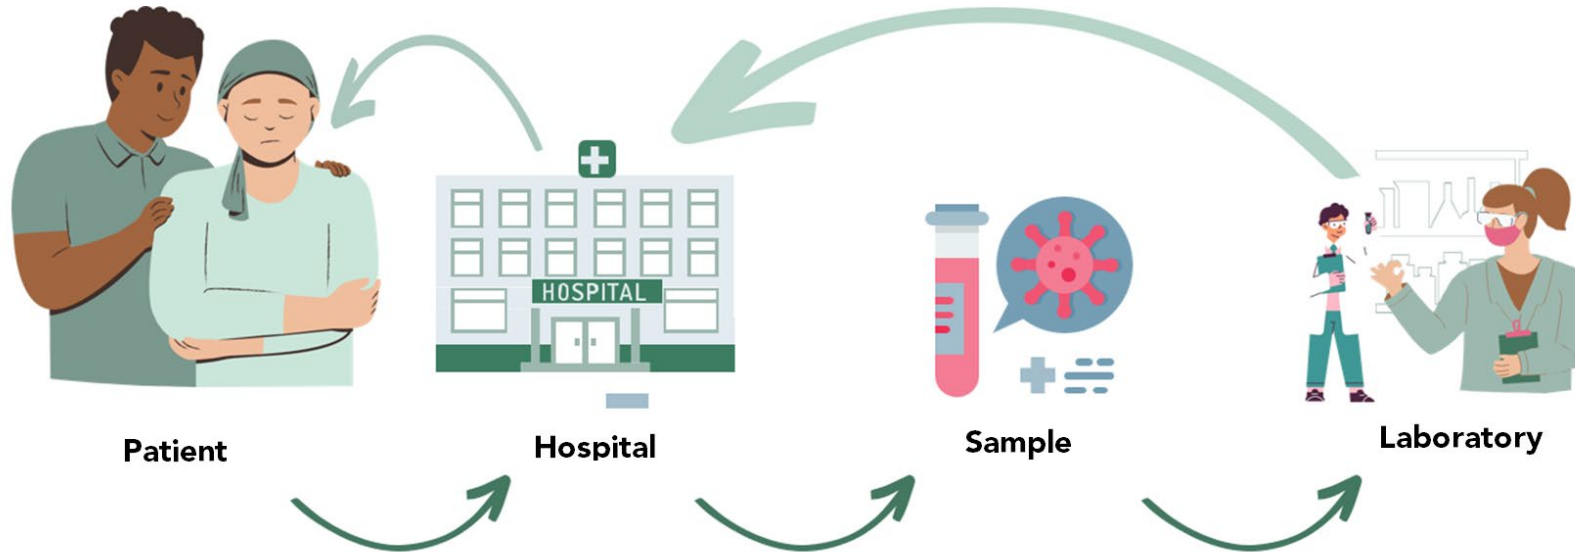 HOSPITAL
Patient
Hospital
Sample
Laboratory